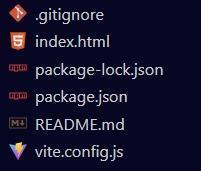 .gitignore
index.html
package-lock.json
package.json
README.md
vite.config.js